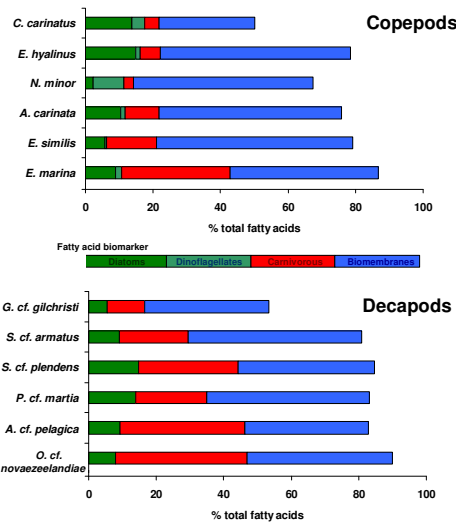 Copepods
C. carinatus
E. hyalinus
N. minor
A. carinata
E. similis
E. marina
0 20 40 60 80 100
% total fatty acids
Fatty acid biomarker
Diatoms Dinoflagellates Carnivorous Biomembranes
Decapods
G. cf. gilchristi
S. cf. armatus
S. cf. plendens
P. cf. martia
A. cf. pelagica
O. cf.
novaezeelandiae
0 20 40 60 80 100
% total fatty acids